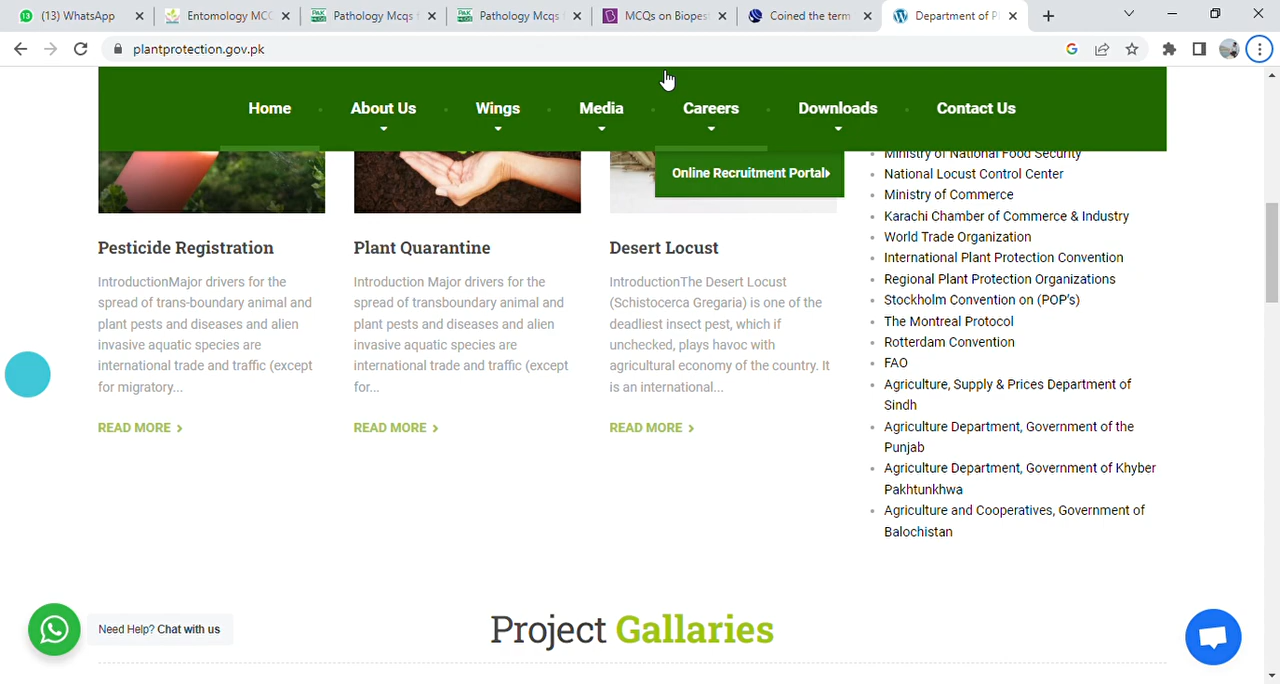 (13) WhatsApp
Entomology MCC
Pathology Mcqs f
Pathology Mcqs f
MCQs on Biopest
Coined the term
Department of P
plantprotection.gov.pk
Home
About Us
Wings
Media
Careers
Downloads
Contact Us
Online Recruitment Portal
Ministry of National Food Security
National Locust Control Center
Ministry of Commerce
Karachi Chamber of Commerce & Industry
World Trade Organization
International Plant Protection Convention
Regional Plant Protection Organizations
Stockholm Convention on (POP's)
The Montreal Protocol
Rotterdam Convention
FAO
Agriculture, Supply & Prices Department of
Sindh
Agriculture Department, Government of the
Punjab
Agriculture Department, Government of Khyber
Pakhtunkhwa
Agriculture and Cooperatives, Government of
Balochistan
Pesticide Registration
IntroductionMajor drivers for the
spread of trans-boundary animal and
plant pests and diseases and alien
invasive aquatic species are
international trade and traffic (except
for migratory...
READ MORE
Plant Quarantine
Introduction Major drivers for the
spread of transboundary animal and
plant pests and diseases and alien
invasive aquatic species are
international trade and traffic (except
for...
READ MORE
Desert Locust
IntroductionThe Desert Locust
(Schistocerca Gregaria) is one of the
deadliest insect pest, which if
unchecked, plays havoc with
agricultural economy of the country. It
is an international...
READ MORE
Project Gallaries
Need Help? Chat with us